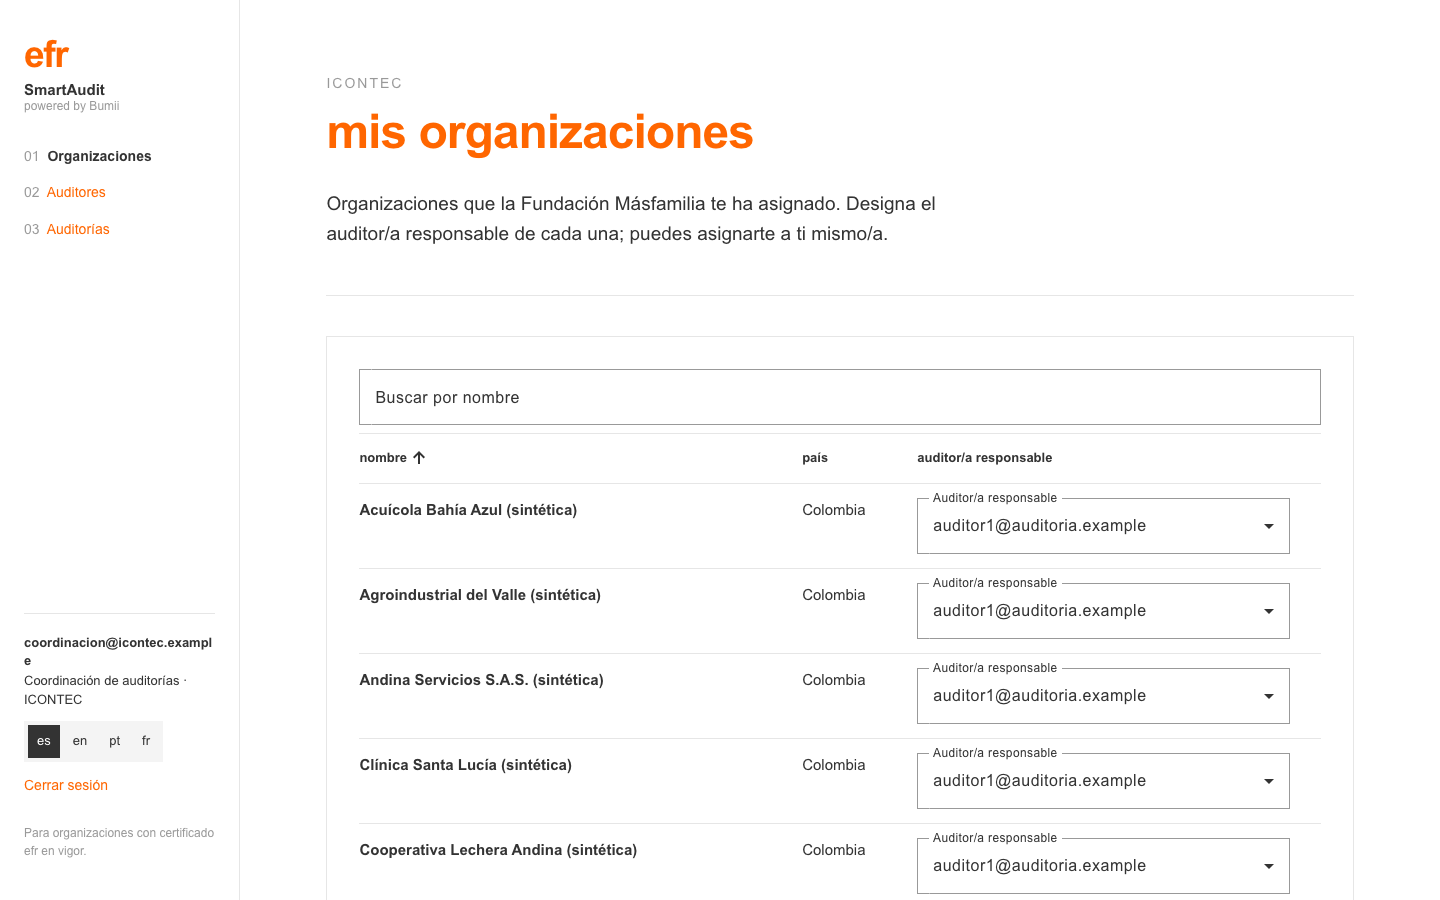 efr
SmartAudit
powered by Bumii
01 Organizaciones
02 Auditores
03 Auditorías
coordinacion@icontec.exampl
e
Coordinación de auditorías ·
ICONTEC
es en pt fr
Cerrar sesión
Para organizaciones con certificado
efr en vigor.
ICONTEC
mis organizaciones
Organizaciones que la Fundación Másfamilia te ha asignado. Designa el
auditor/a responsable de cada una; puedes asignarte a ti mismo/a.
Buscar por nombre
nombre país auditor/a responsable
Auditor/a responsable
Acuícola Bahía Azul (sintética) Colombia auditor1@auditoria.example
Auditor/a responsable
Agroindustrial del Valle (sintética) Colombia auditor1@auditoria.example
Auditor/a responsable
Andina Servicios S.A.S. (sintética) Colombia auditor1@auditoria.example
Auditor/a responsable
Clínica Santa Lucía (sintética) Colombia auditor1@auditoria.example
Auditor/a responsable
Cooperativa Lechera Andina (sintética) Colombia auditor1@auditoria.example